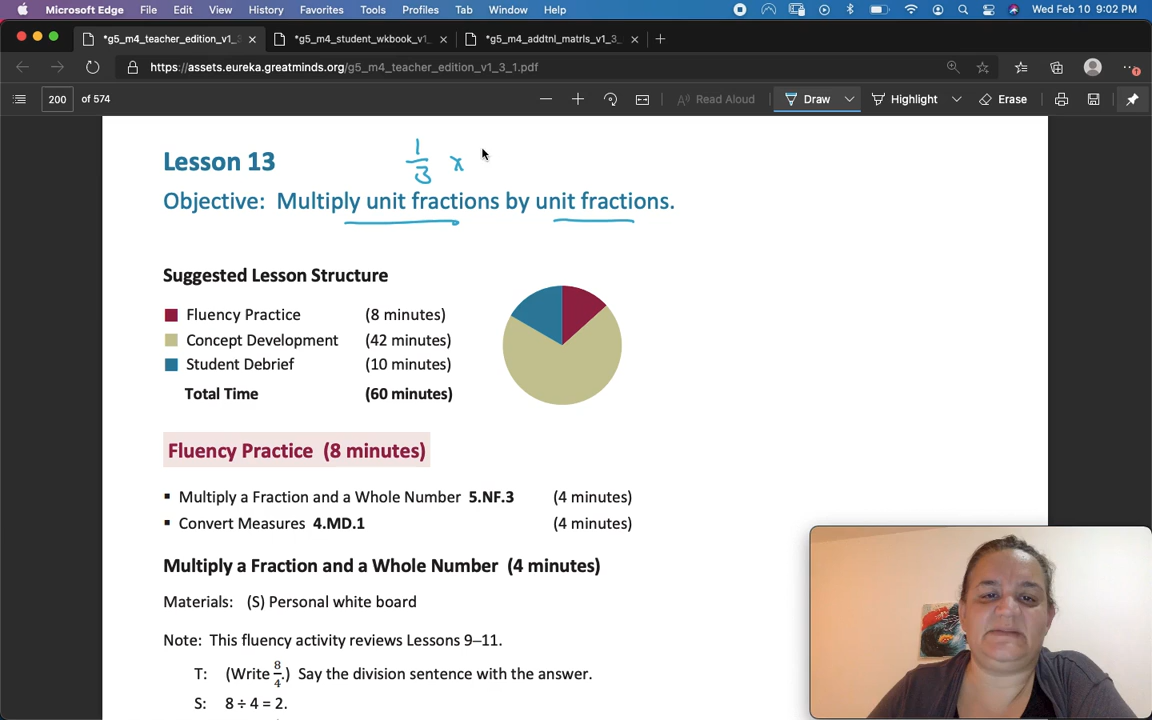 Microsoft Edge File Edit View History Favorites Tools Profiles Tab Window Help Wed Feb 10 9:02 PM
*g5_m4_teacher_edition_v1_3_ *g5_m4_student_wkbook_v1_ *g5_m4_addtnl_matrls_v1_3_
https://assets.eureka.greatminds.org/g5_m4_teacher_edition_v1_3_1.pdf
200 of 574 Read Aloud Draw Highlight Erase
Lesson 13
1/3 x
Objective: Multiply unit fractions by unit fractions.
Suggested Lesson Structure
Fluency Practice (8 minutes)
Concept Development (42 minutes)
Student Debrief (10 minutes)
Total Time (60 minutes)
Fluency Practice (8 minutes)
▪ Multiply a Fraction and a Whole Number 5.NF.3 (4 minutes)
▪ Convert Measures 4.MD.1 (4 minutes)
Multiply a Fraction and a Whole Number (4 minutes)
Materials: (S) Personal white board
Note: This fluency activity reviews Lessons 9–11.
T: (Write 8/4.) Say the division sentence with the answer.
S: 8 ÷ 4 = 2.